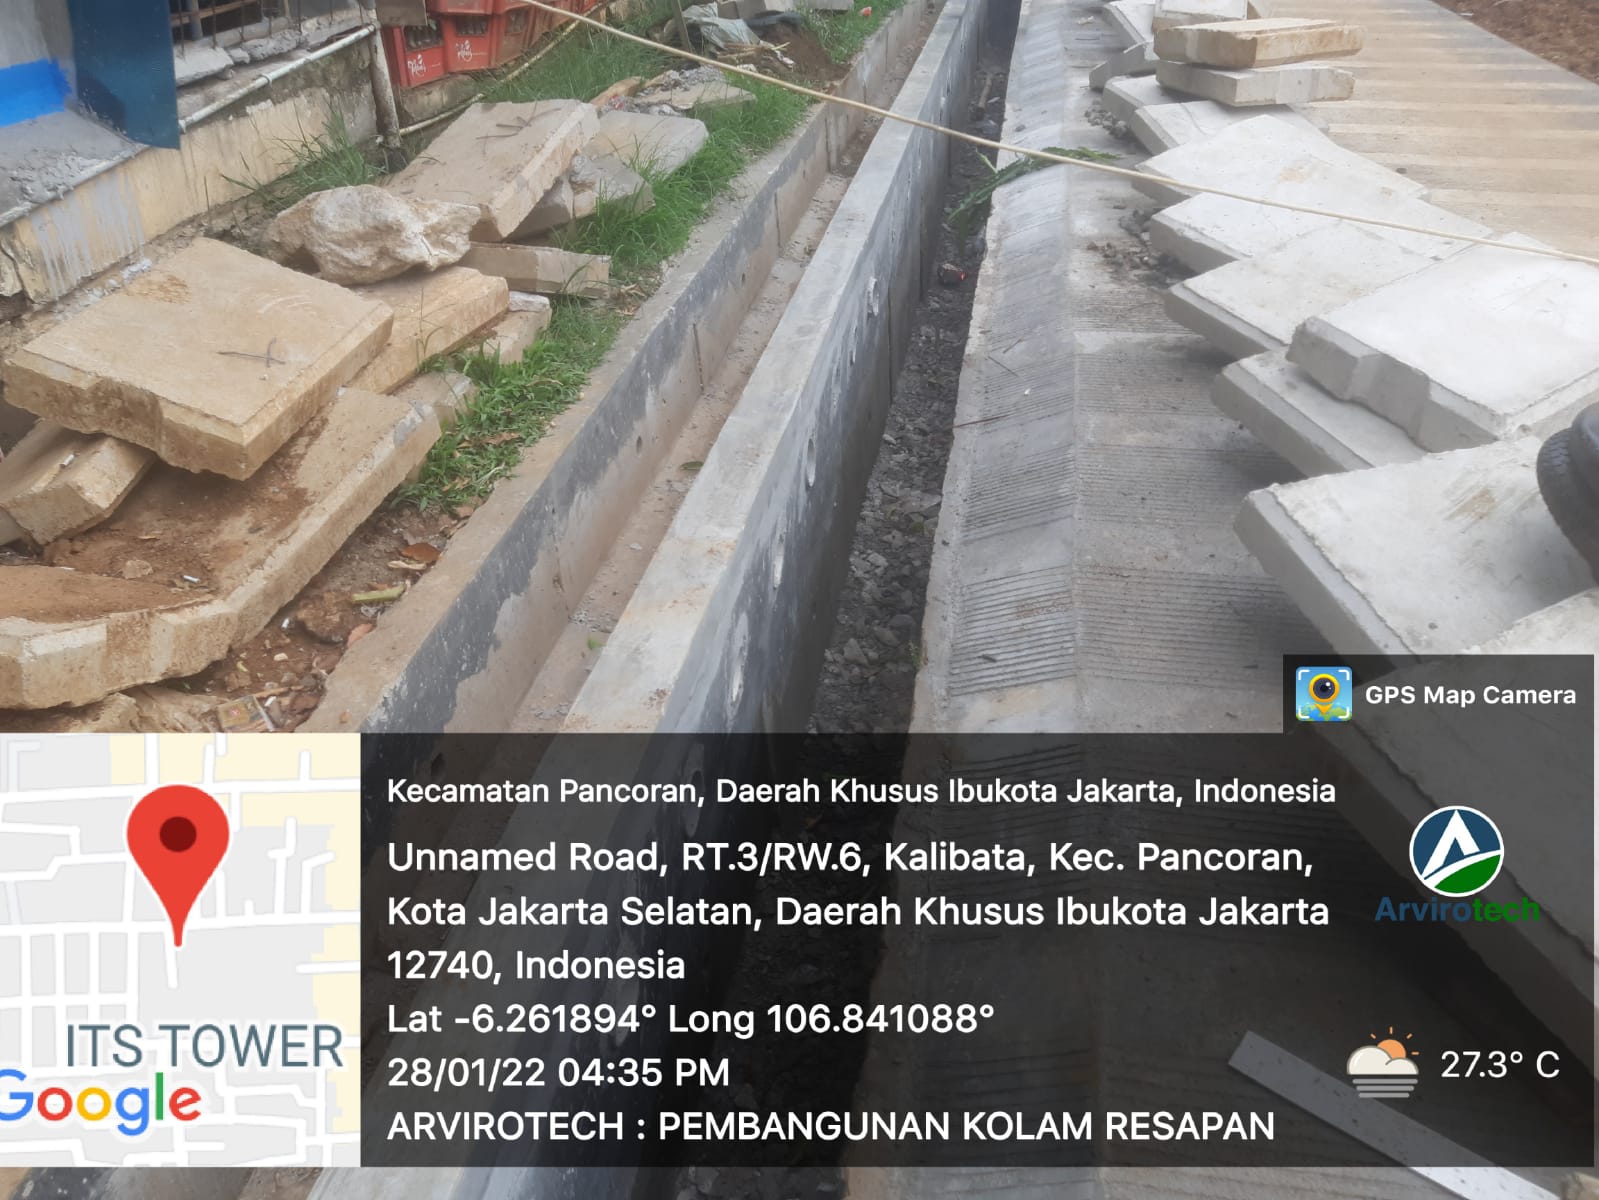 GPS Map Camera
Kecamatan Pancoran, Daerah Khusus Ibukota Jakarta, Indonesia
Unnamed Road, RT.3/RW.6, Kalibata, Kec. Pancoran,
Kota Jakarta Selatan, Daerah Khusus Ibukota Jakarta
12740, Indonesia
Lat -6.261894° Long 106.841088°
28/01/22 04:35 PM
ARVIROTECH : PEMBANGUNAN KOLAM RESAPAN
Arvirotech
27.3° C
ITS TOWER
Google